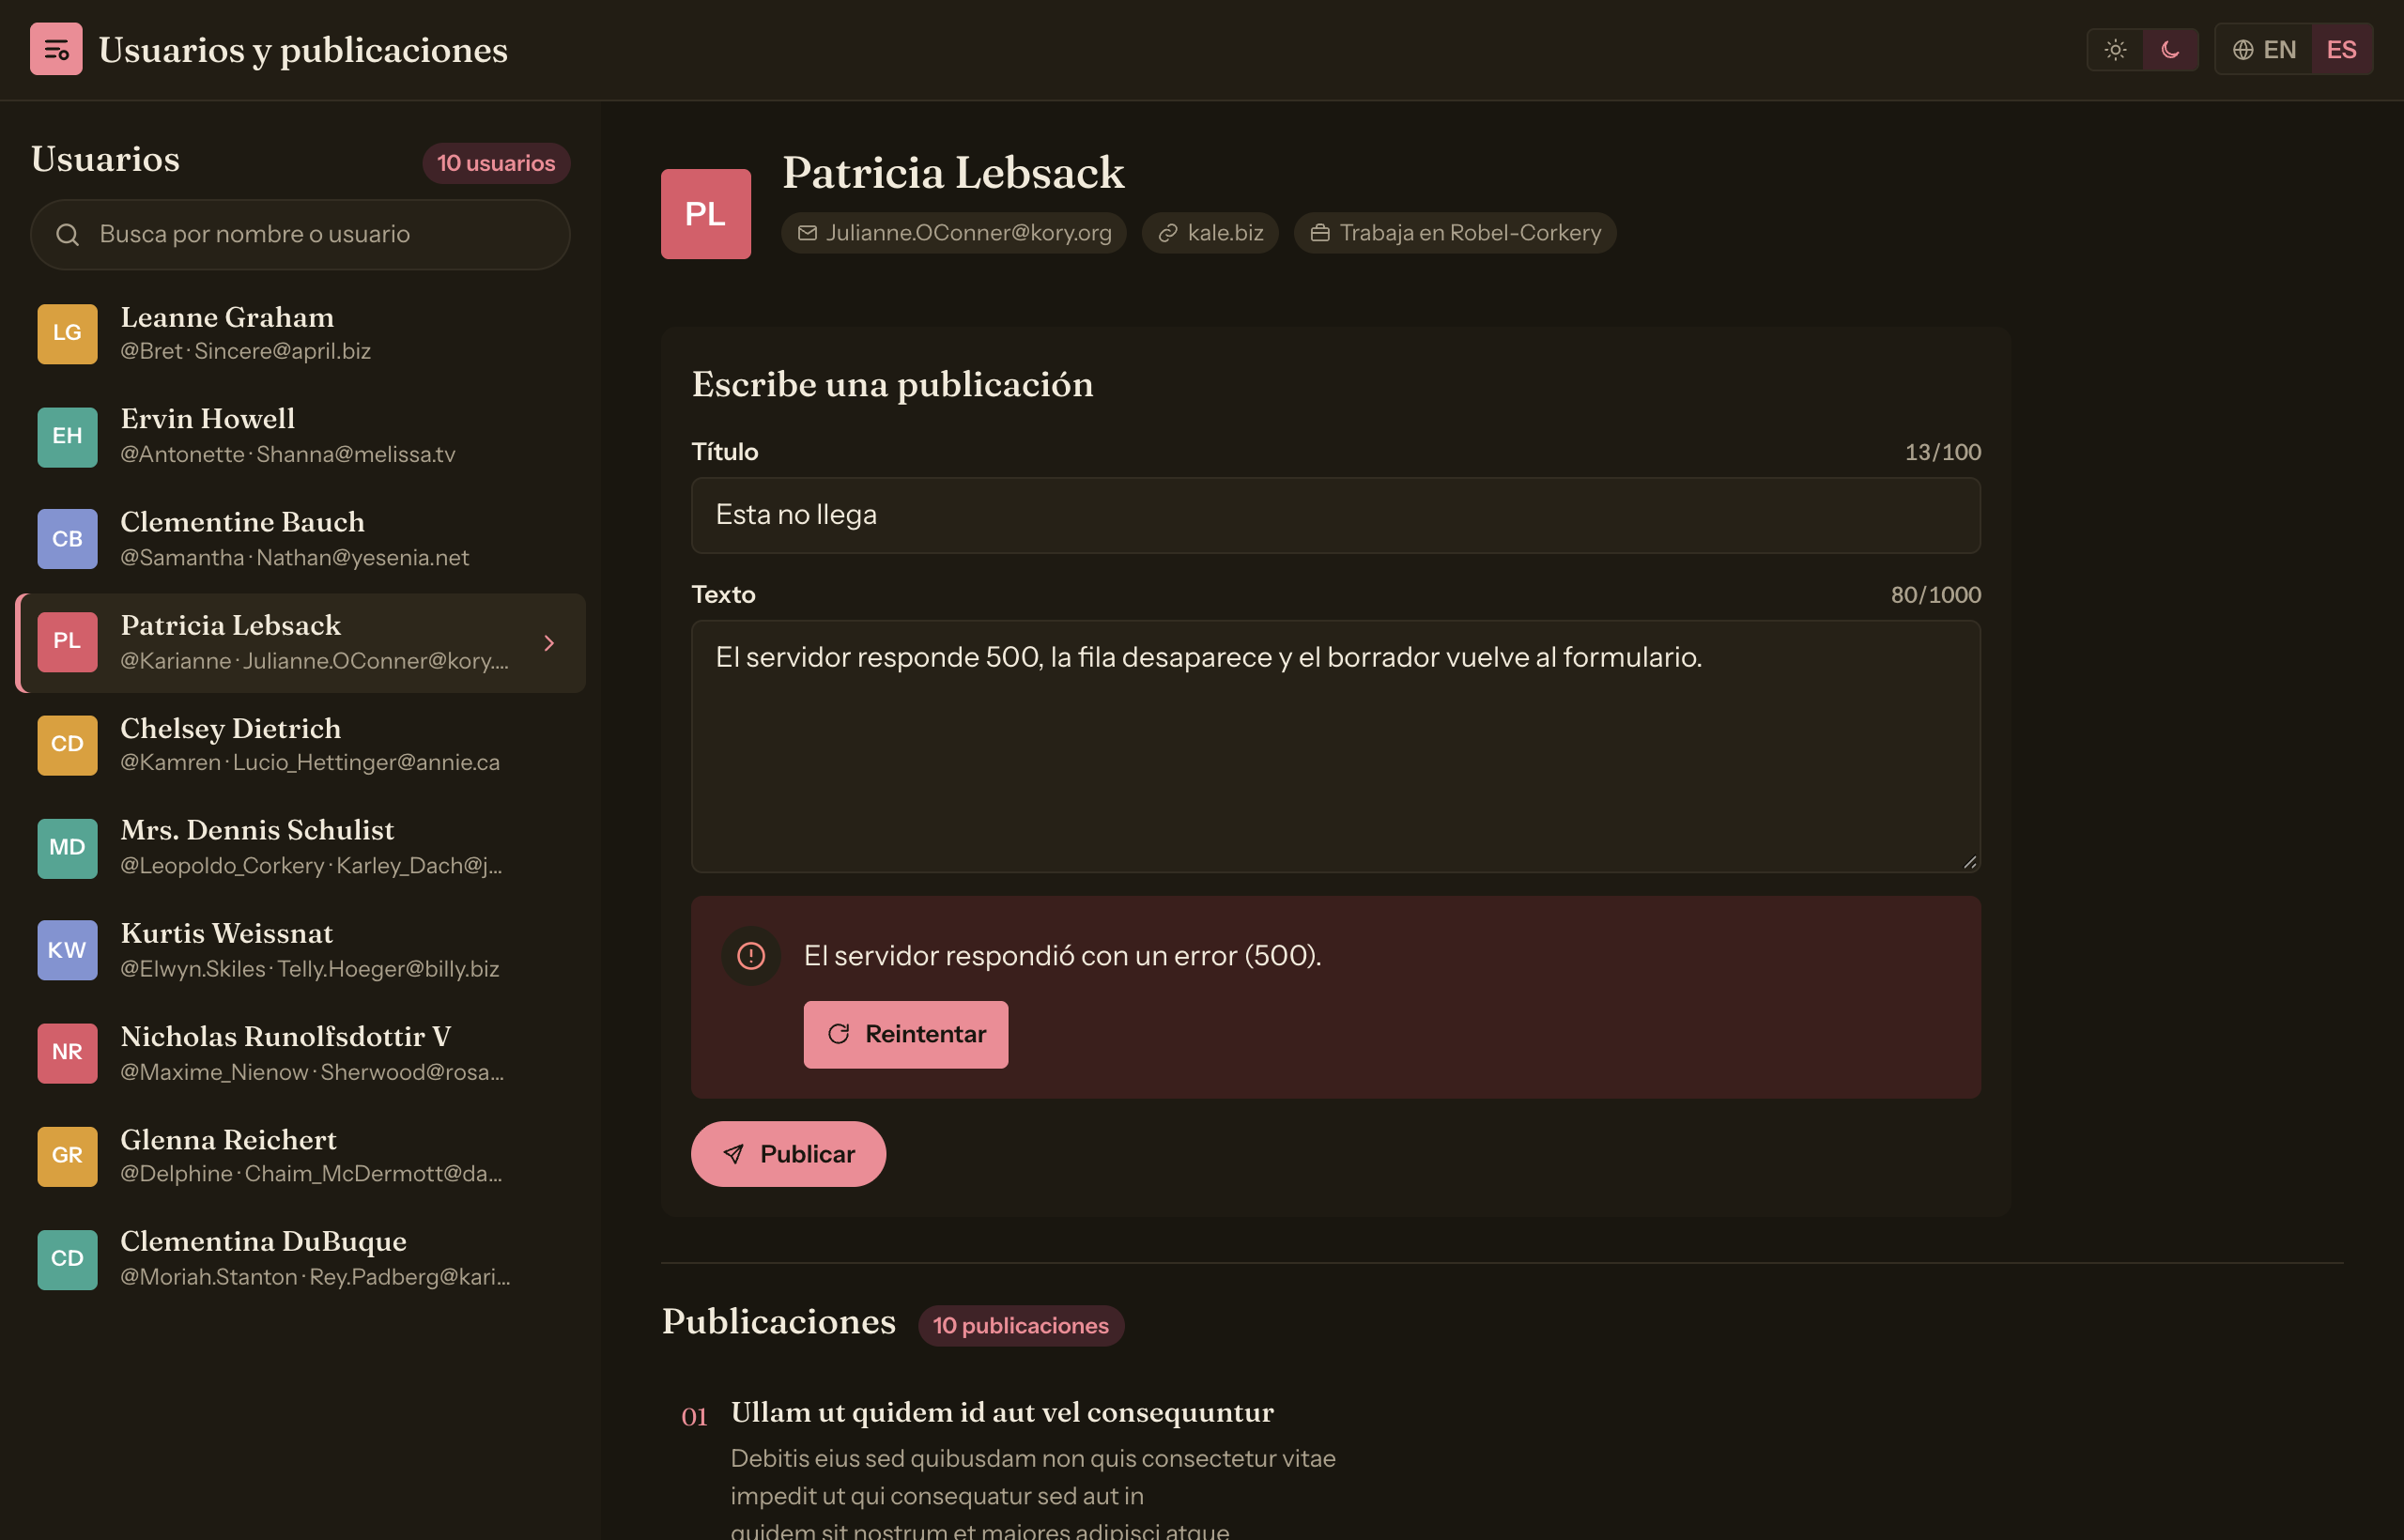 Usuarios y publicaciones
EN
ES
Usuarios
10 usuarios
Busca por nombre o usuario
LG
Leanne Graham
@Bret · Sincere@april.biz
EH
Ervin Howell
@Antonette · Shanna@melissa.tv
CB
Clementine Bauch
@Samantha · Nathan@yesenia.net
PL
Patricia Lebsack
@Karianne · Julianne.OConner@kory....
CD
Chelsey Dietrich
@Kamren · Lucio_Hettinger@annie.ca
MD
Mrs. Dennis Schulist
@Leopoldo_Corkery · Karley_Dach@j...
KW
Kurtis Weissnat
@Elwyn.Skiles · Telly.Hoeger@billy.biz
NR
Nicholas Runolfsdottir V
@Maxime_Nienow · Sherwood@rosa...
GR
Glenna Reichert
@Delphine · Chaim_McDermott@da...
CD
Clementina DuBuque
@Moriah.Stanton · Rey.Padberg@kari...
PL
Patricia Lebsack
Julianne.OConner@kory.org
kale.biz
Trabaja en Robel-Corkery
Escribe una publicación
Título
13/100
Esta no llega
Texto
80/1000
El servidor responde 500, la fila desaparece y el borrador vuelve al formulario.
El servidor respondió con un error (500).
Reintentar
Publicar
Publicaciones
10 publicaciones
01
Ullam ut quidem id aut vel consequuntur
Debitis eius sed quibusdam non quis consectetur vitae
impedit ut qui consequatur sed aut in
quidem sit nostrum et maiores adipisci atque